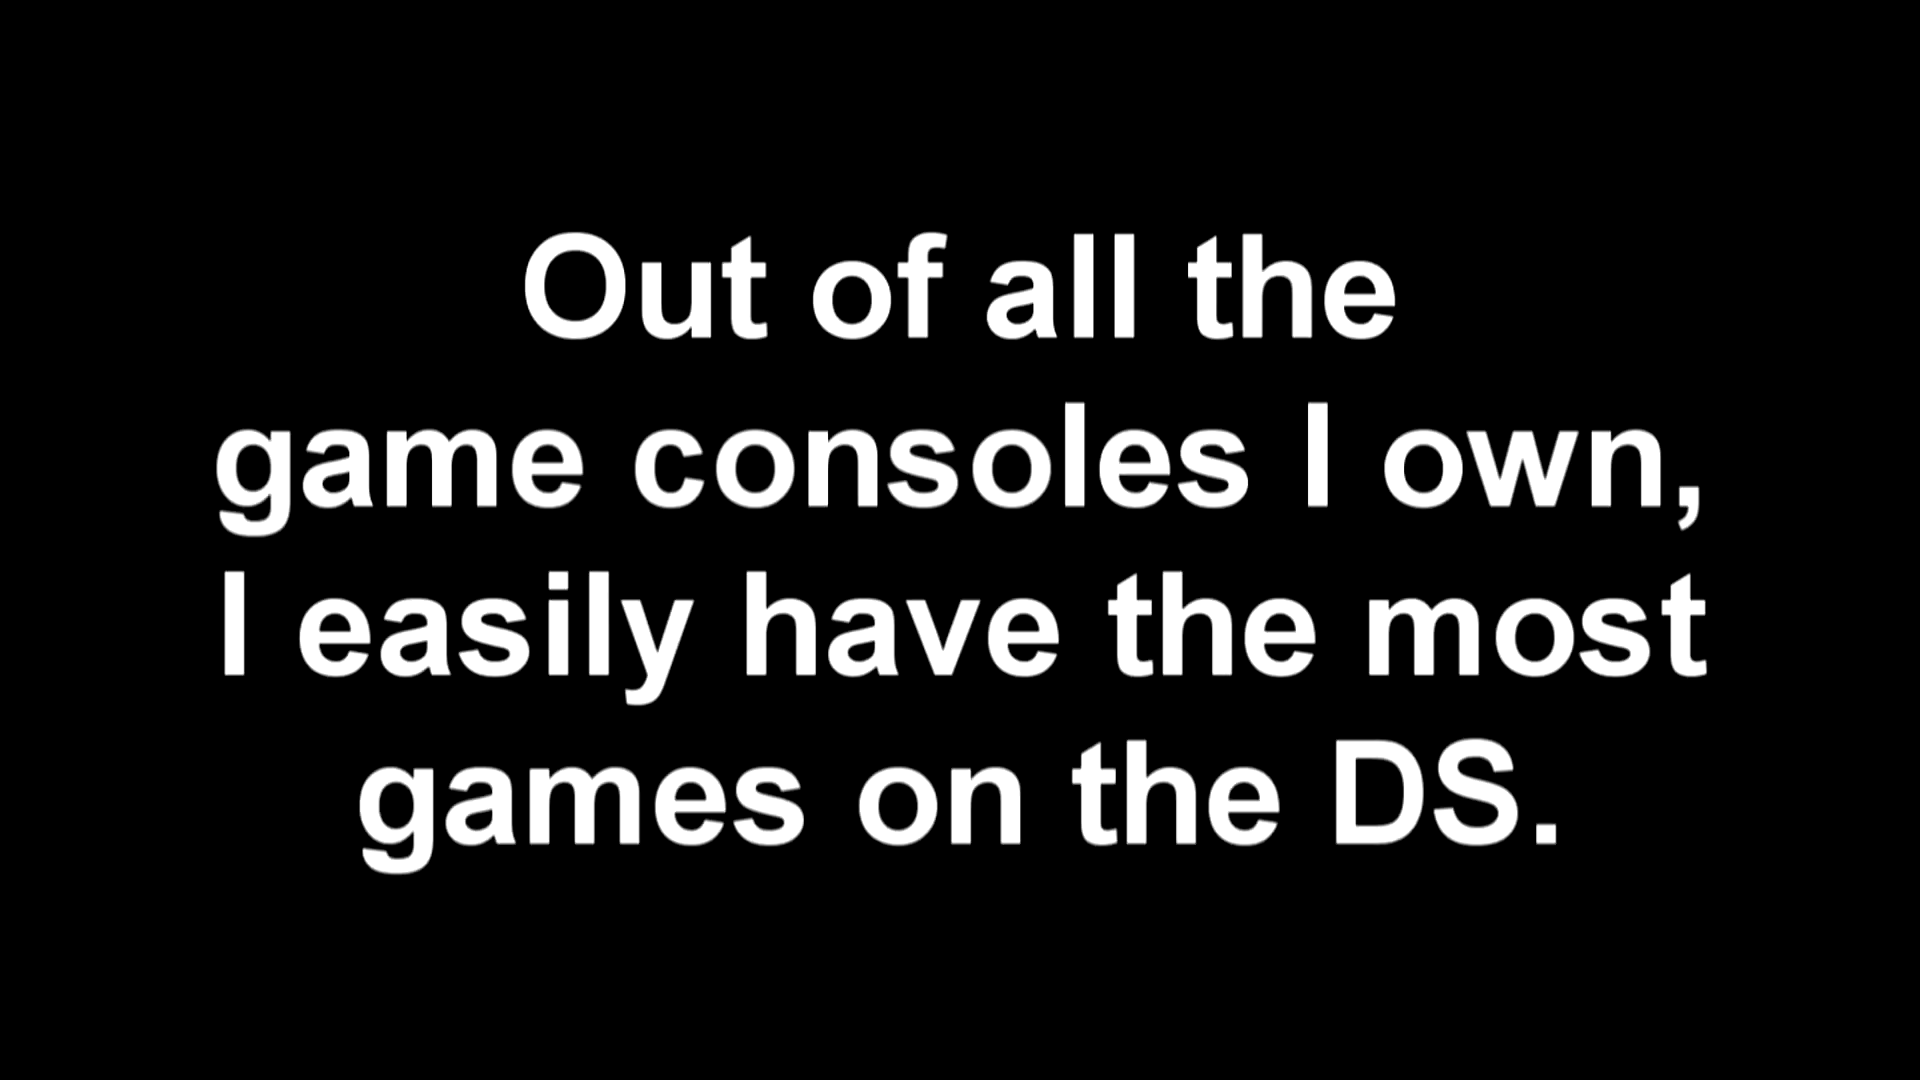 Out of all the
game consoles I own,
I easily have the most
games on the DS.